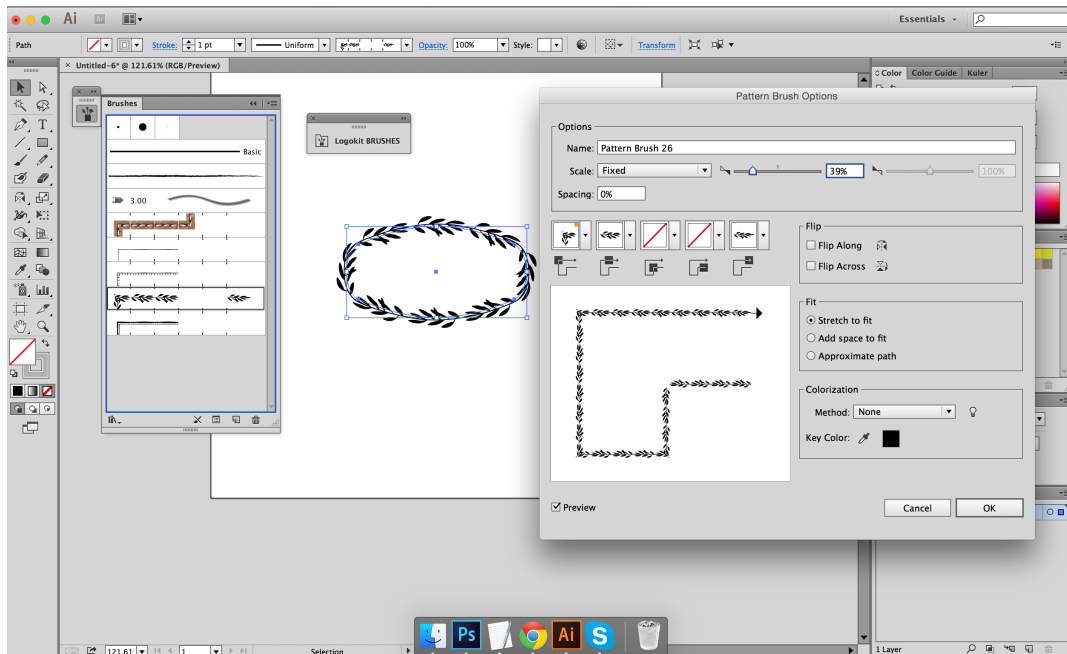 Ai Br Essentials
Path Stroke: 1 pt Uniform Opacity: 100% Style: Transform
× Untitled-6* @ 121.61% (RGB/Preview)
Color Color Guide Kuler
Brushes
Basic
3.00
Logokit BRUSHES
Pattern Brush Options
Options
Name: Pattern Brush 26
Scale: Fixed 39% 100%
Spacing: 0%
Flip
Flip Along
Flip Across
Fit
Stretch to fit
Add space to fit
Approximate path
Colorization
Method: None
Key Color:
Preview
Cancel OK
T
Ps Ai S
121.61 1 Selection
1 Layer